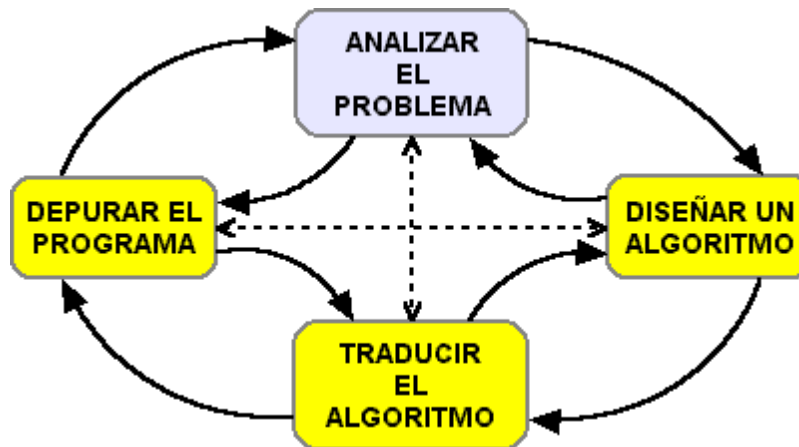 ANALIZAR
EL
PROBLEMA
DEPURAR EL
PROGRAMA
DISEÑAR UN
ALGORITMO
TRADUCIR
EL
ALGORITMO